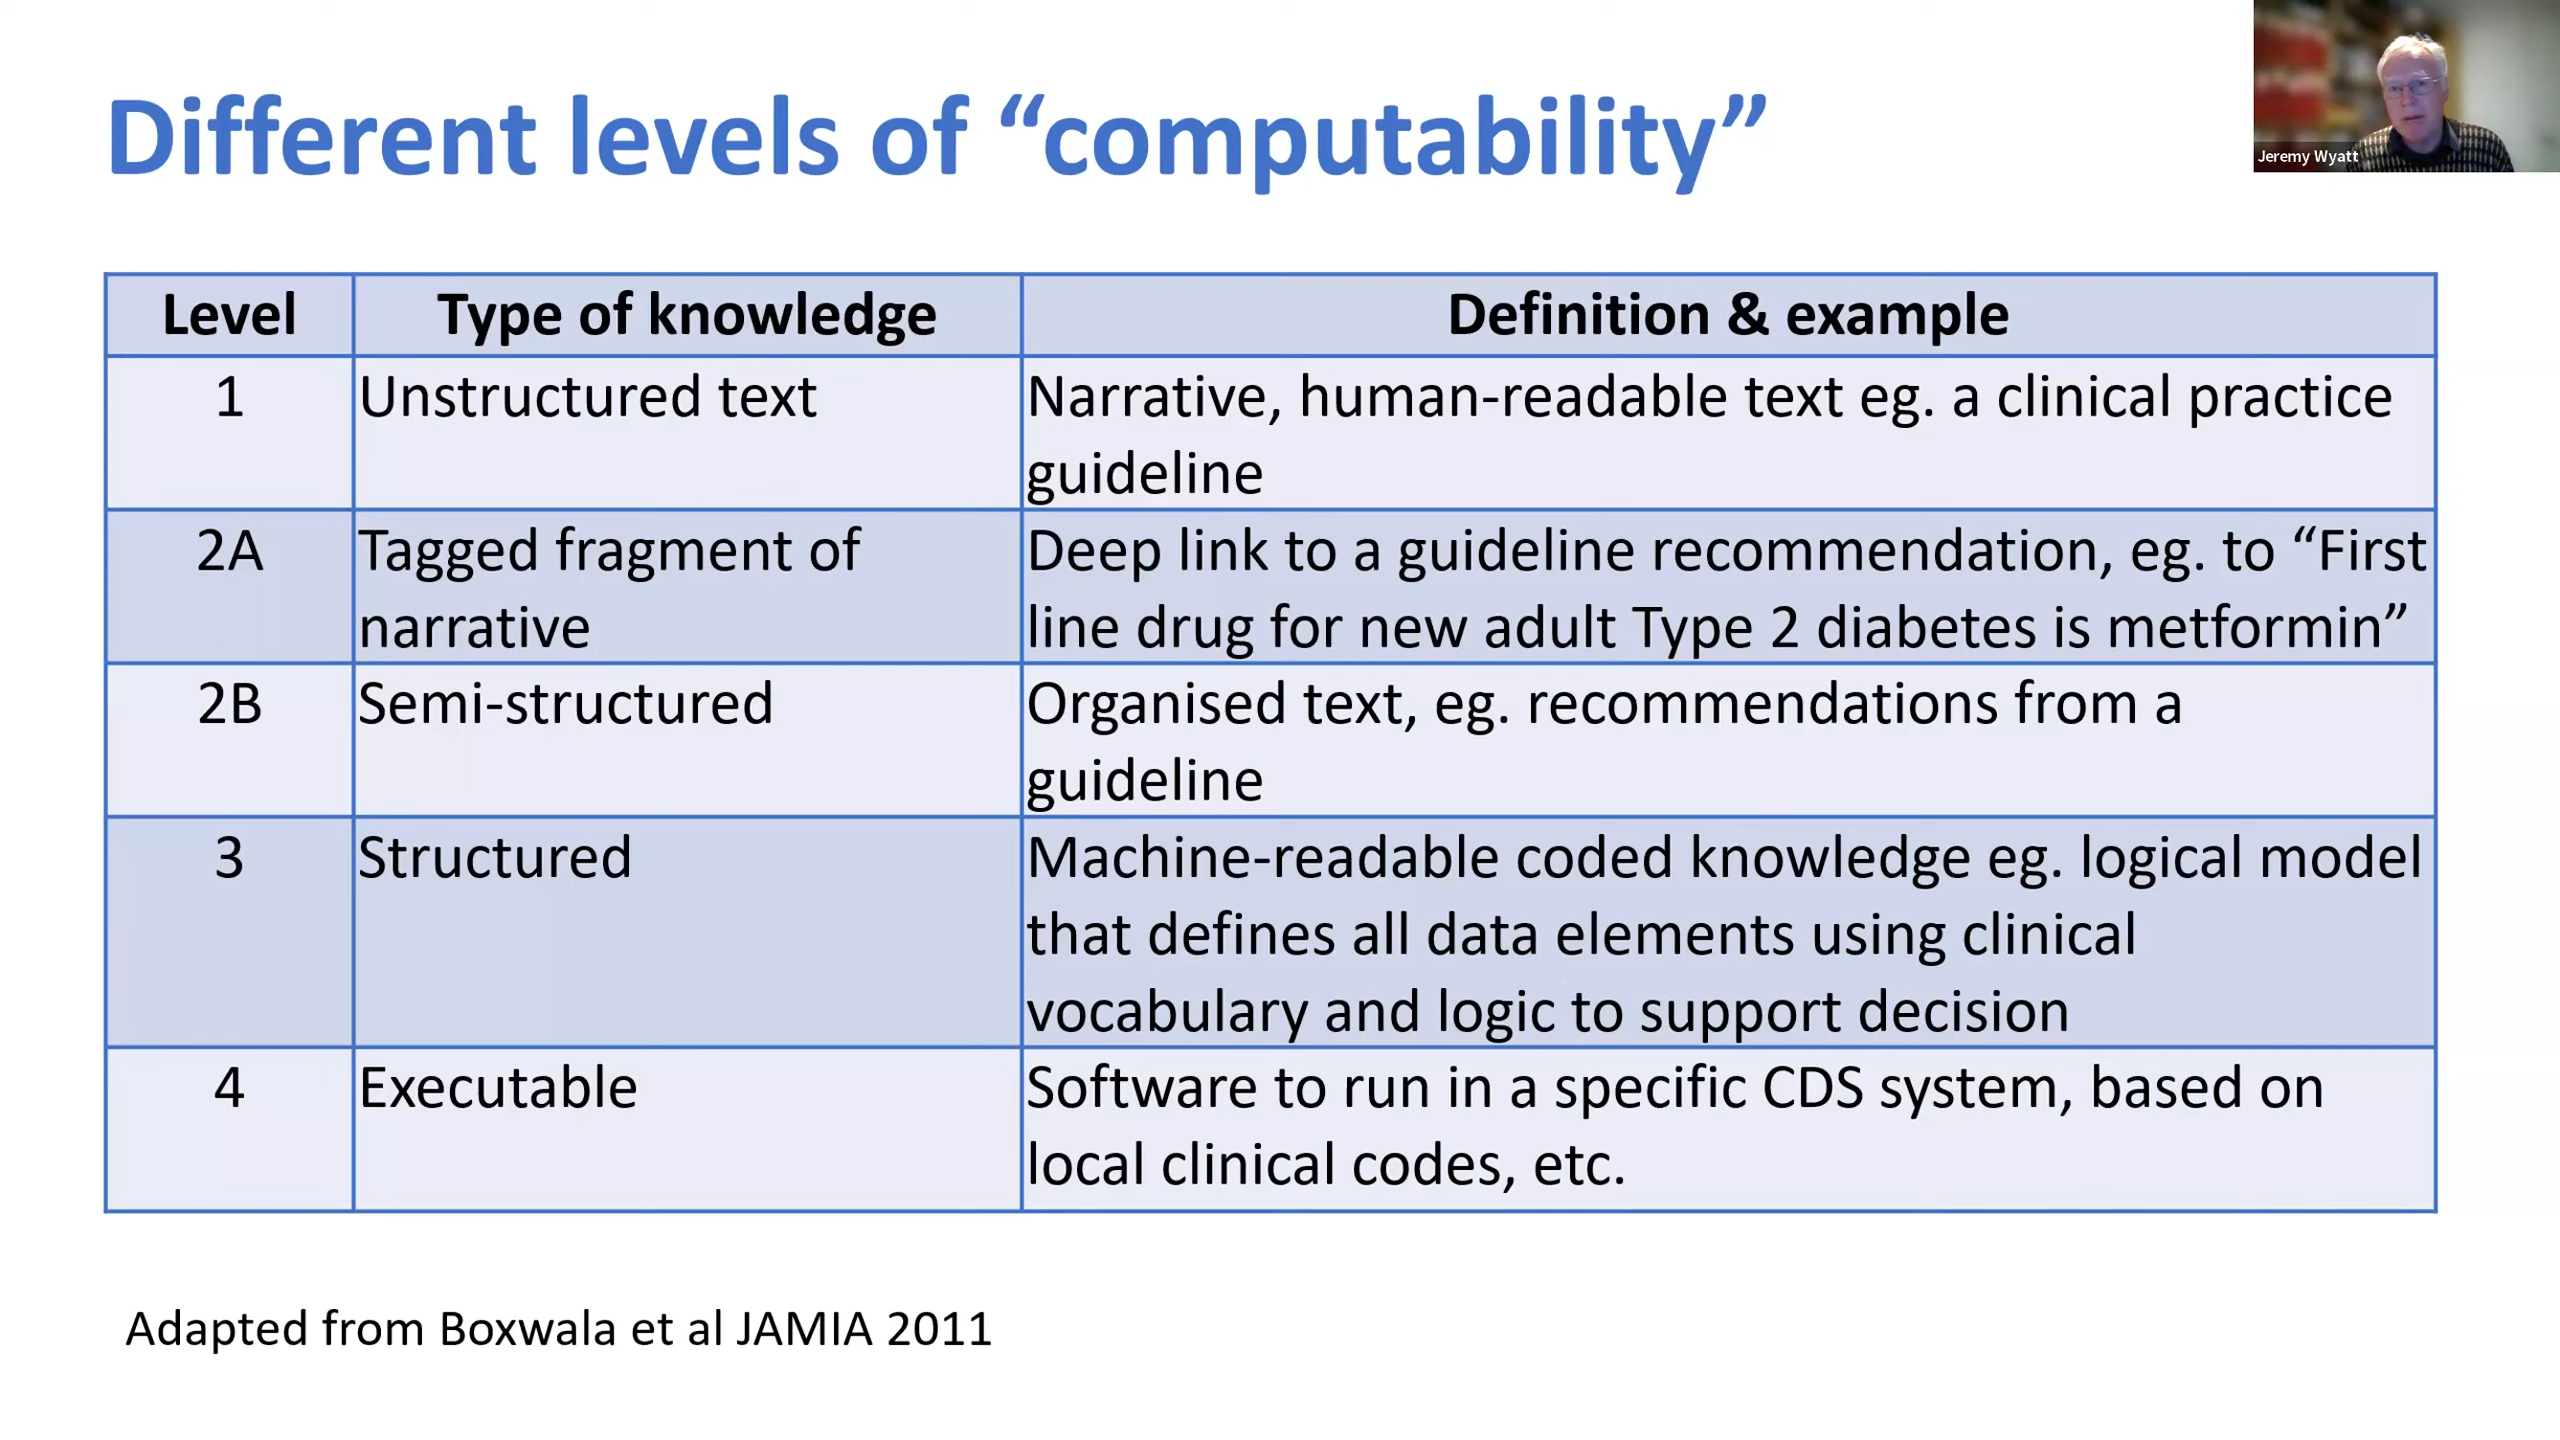 Different levels of “computability”
Jeremy Wyatt
Level
Type of knowledge
Definition & example
1
Unstructured text
Narrative, human-readable text eg. a clinical practice
guideline
2A
Tagged fragment of
narrative
Deep link to a guideline recommendation, eg. to “First
line drug for new adult Type 2 diabetes is metformin”
2B
Semi-structured
Organised text, eg. recommendations from a
guideline
3
Structured
Machine-readable coded knowledge eg. logical model
that defines all data elements using clinical
vocabulary and logic to support decision
4
Executable
Software to run in a specific CDS system, based on
local clinical codes, etc.
Adapted from Boxwala et al JAMIA 2011